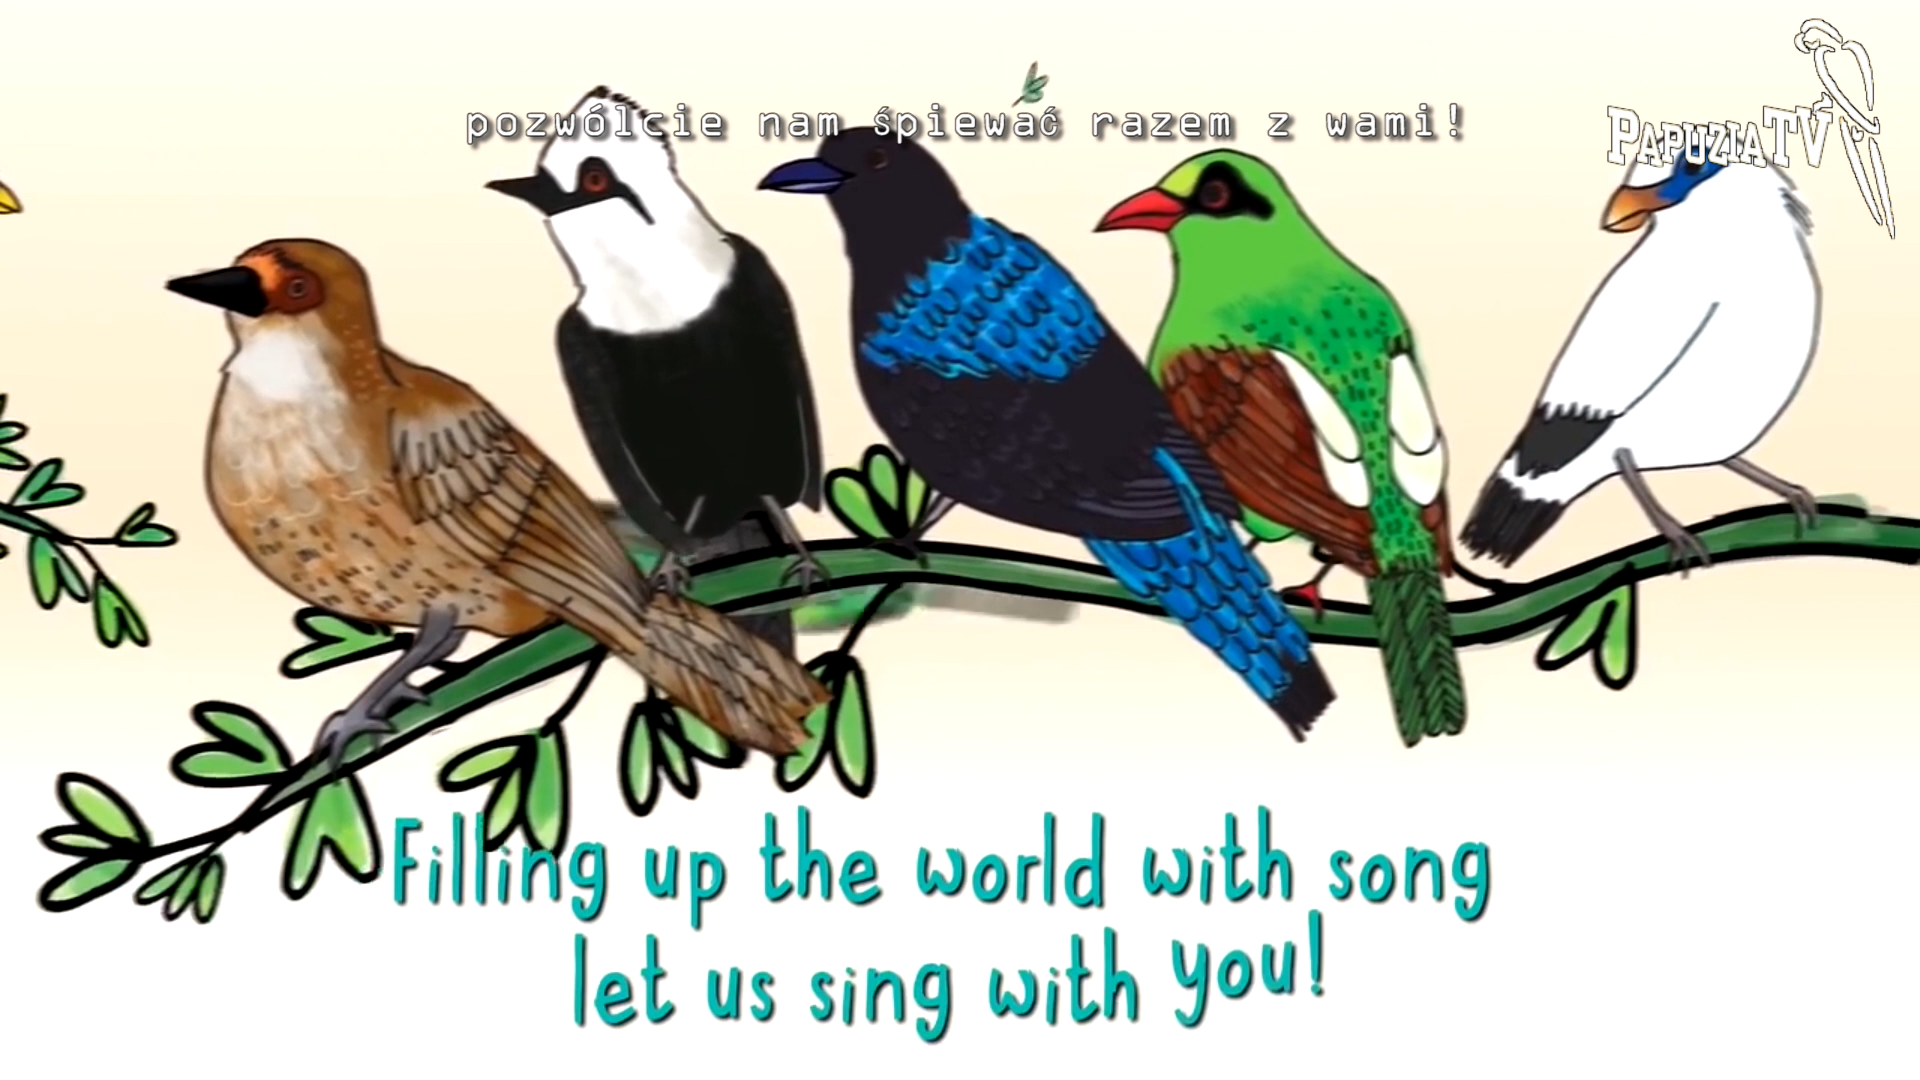 pozwólcie nam śpiewać razem z wami!
PAPUZIATV
Filling up the world with song
let us sing with you!